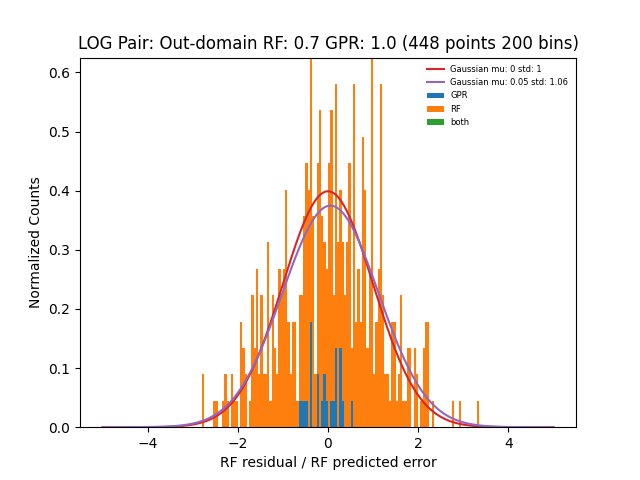 LOG Pair: Out-domain RF: 0.7 GPR: 1.0 (448 points 200 bins)
Gaussian mu: 0 std: 1
Gaussian mu: 0.05 std: 1.06
GPR
RF
both
Normalized Counts
0.6
0.5
0.4
0.3
0.2
0.1
0.0
−4 −2 0 2 4
RF residual / RF predicted error